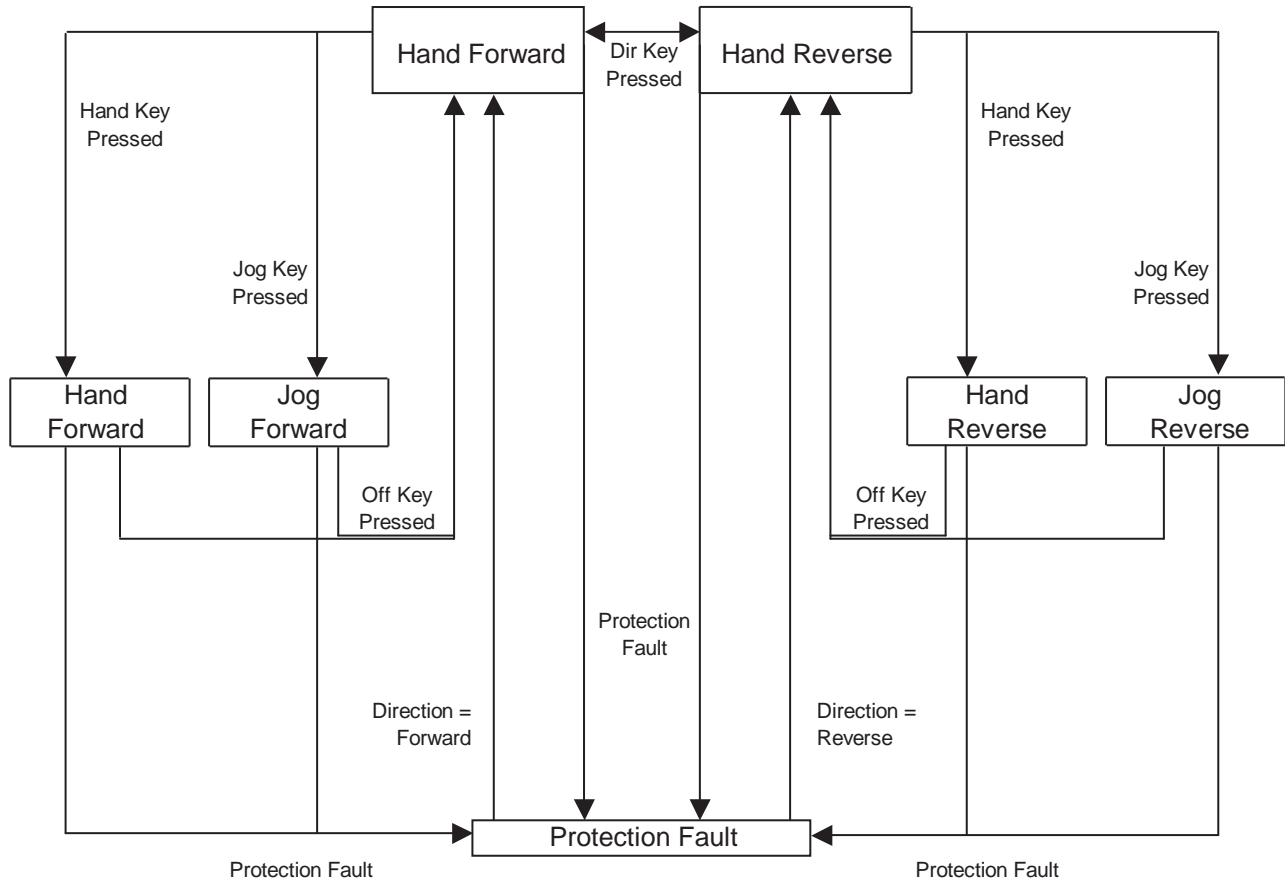 Hand Forward
Dir Key
Pressed
Hand Reverse
Hand Key
Pressed
Hand Key
Pressed
Jog Key
Pressed
Jog Key
Pressed
Hand
Forward
Jog
Forward
Hand
Reverse
Jog
Reverse
Off Key
Pressed
Off Key
Pressed
Protection
Fault
Direction =
Forward
Direction =
Reverse
Protection Fault
Protection Fault
Protection Fault